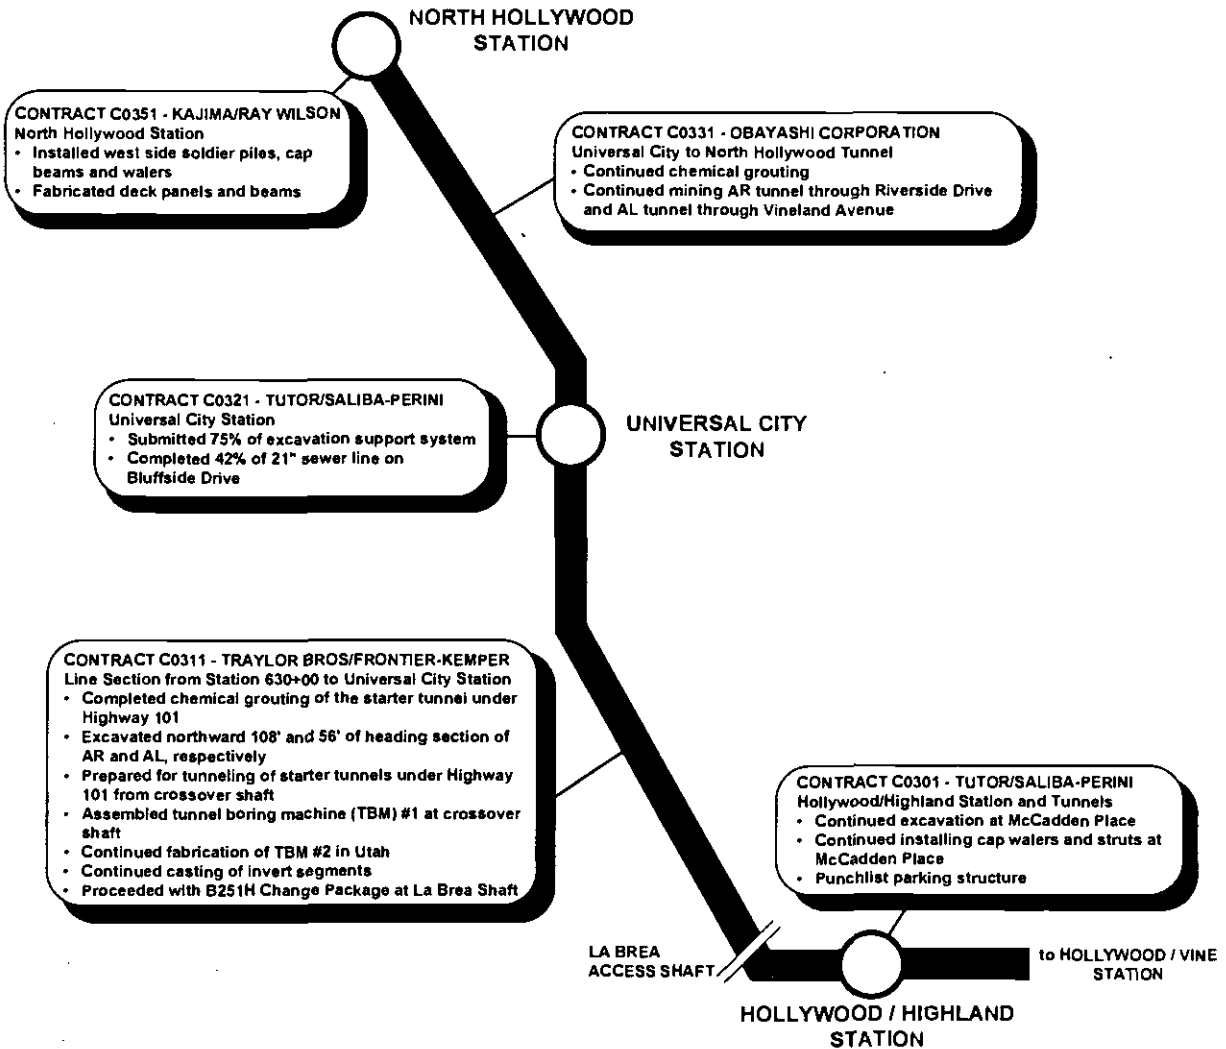 NORTH HOLLYWOOD
STATION
CONTRACT C0351 - KAJIMA/RAY WILSON
North Hollywood Station
• Installed west side soldier piles, cap
beams and walers
• Fabricated deck panels and beams
CONTRACT C0331 - OBAYASHI CORPORATION
Universal City to North Hollywood Tunnel
• Continued chemical grouting
• Continued mining AR tunnel through Riverside Drive
and AL tunnel through Vineland Avenue
CONTRACT C0321 - TUTOR/SALIBA-PERINI
Universal City Station
• Submitted 75% of excavation support system
• Completed 42% of 21" sewer line on
Bluffside Drive
UNIVERSAL CITY
STATION
CONTRACT C0311 - TRAYLOR BROS/FRONTIER-KEMPER
Line Section from Station 630+00 to Universal City Station
• Completed chemical grouting of the starter tunnel under
Highway 101
• Excavated northward 108' and 56' of heading section of
AR and AL, respectively
• Prepared for tunneling of starter tunnels under Highway
101 from crossover shaft
• Assembled tunnel boring machine (TBM) #1 at crossover
shaft
• Continued fabrication of TBM #2 in Utah
• Continued casting of invert segments
• Proceeded with B251H Change Package at La Brea Shaft
CONTRACT C0301 - TUTOR/SALIBA-PERINI
Hollywood/Highland Station and Tunnels
• Continued excavation at McCadden Place
• Continued installing cap walers and struts at
McCadden Place
• Punchlist parking structure
LA BREA
ACCESS SHAFT
to HOLLYWOOD / VINE
STATION
HOLLYWOOD / HIGHLAND
STATION